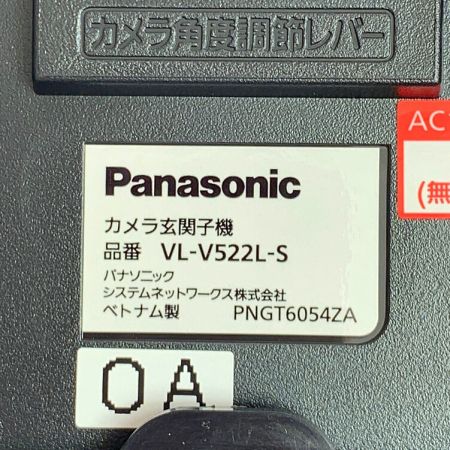 カメラ角度調節レバー
AC
(無
Panasonic
カメラ玄関子機
品番 VL-V522L-S
パナソニック
システムネットワークス株式会社
ベトナム製 PNGT6054ZA
0A